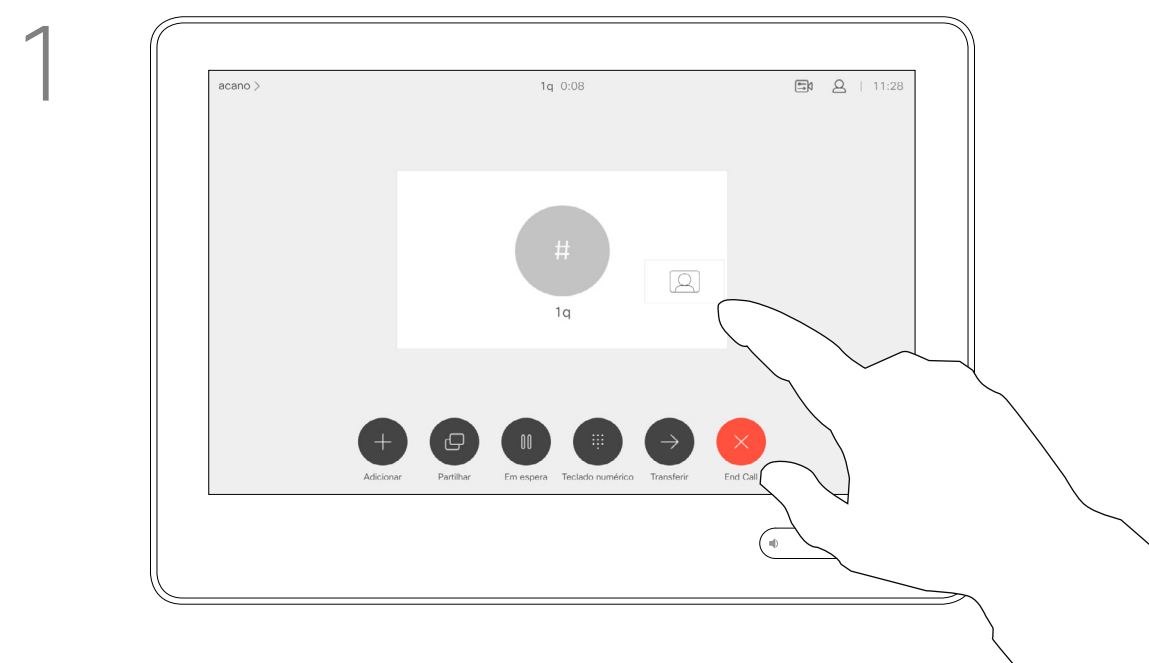 1
acano >
1q 0:08
11:28
#
1q
Adicionar
Partilhar
Em espera
Teclado numérico
Transferir
End Call